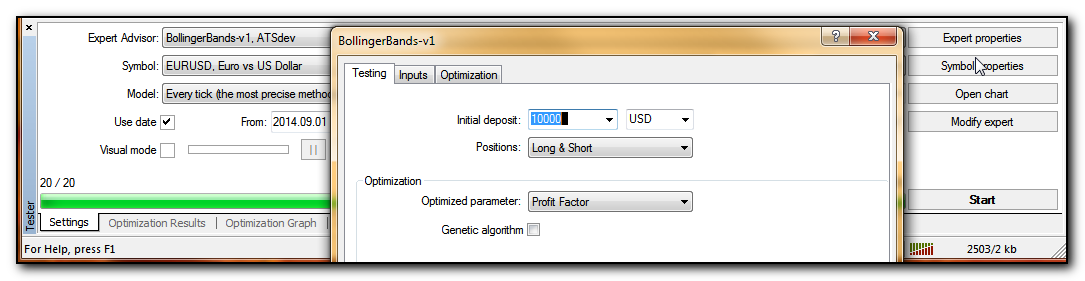 Expert Advisor: BollingerBands-v1, ATSdev
Symbol: EURUSD, Euro vs US Dollar
Model: Every tick (the most precise method
Use date From: 2014.09.01
Visual mode
20 / 20
Tester
Settings Optimization Results Optimization Graph
For Help, press F1
BollingerBands-v1
Testing Inputs Optimization
Initial deposit: 10000 USD
Positions: Long & Short
Optimization
Optimized parameter: Profit Factor
Genetic algorithm
Expert properties
Symbol properties
Open chart
Modify expert
Start
2503/2 kb